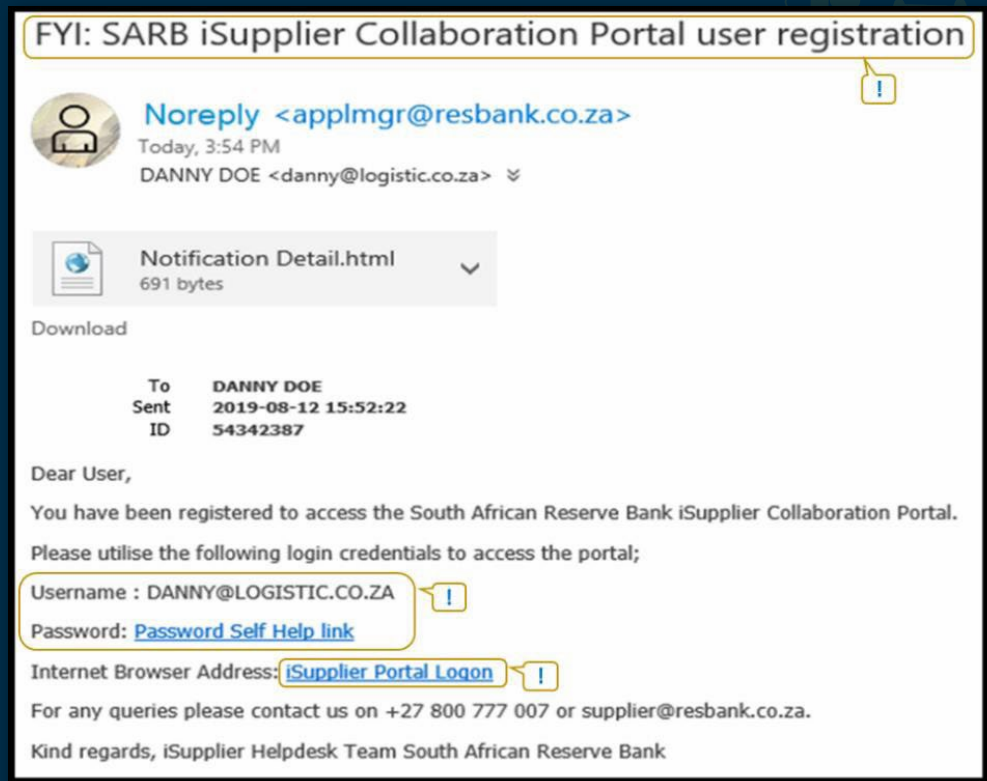 FYI: SARB iSupplier Collaboration Portal user registration
!
Noreply <applmgr@resbank.co.za>
Today, 3:54 PM
DANNY DOE <danny@logistic.co.za>
Notification Detail.html
691 bytes
Download
To DANNY DOE
Sent 2019-08-12 15:52:22
ID 54342387
Dear User,
You have been registered to access the South African Reserve Bank iSupplier Collaboration Portal.
Please utilise the following login credentials to access the portal;
Username : DANNY@LOGISTIC.CO.ZA !
Password: Password Self Help link
Internet Browser Address: iSupplier Portal Logon !
For any queries please contact us on +27 800 777 007 or supplier@resbank.co.za.
Kind regards, iSupplier Helpdesk Team South African Reserve Bank